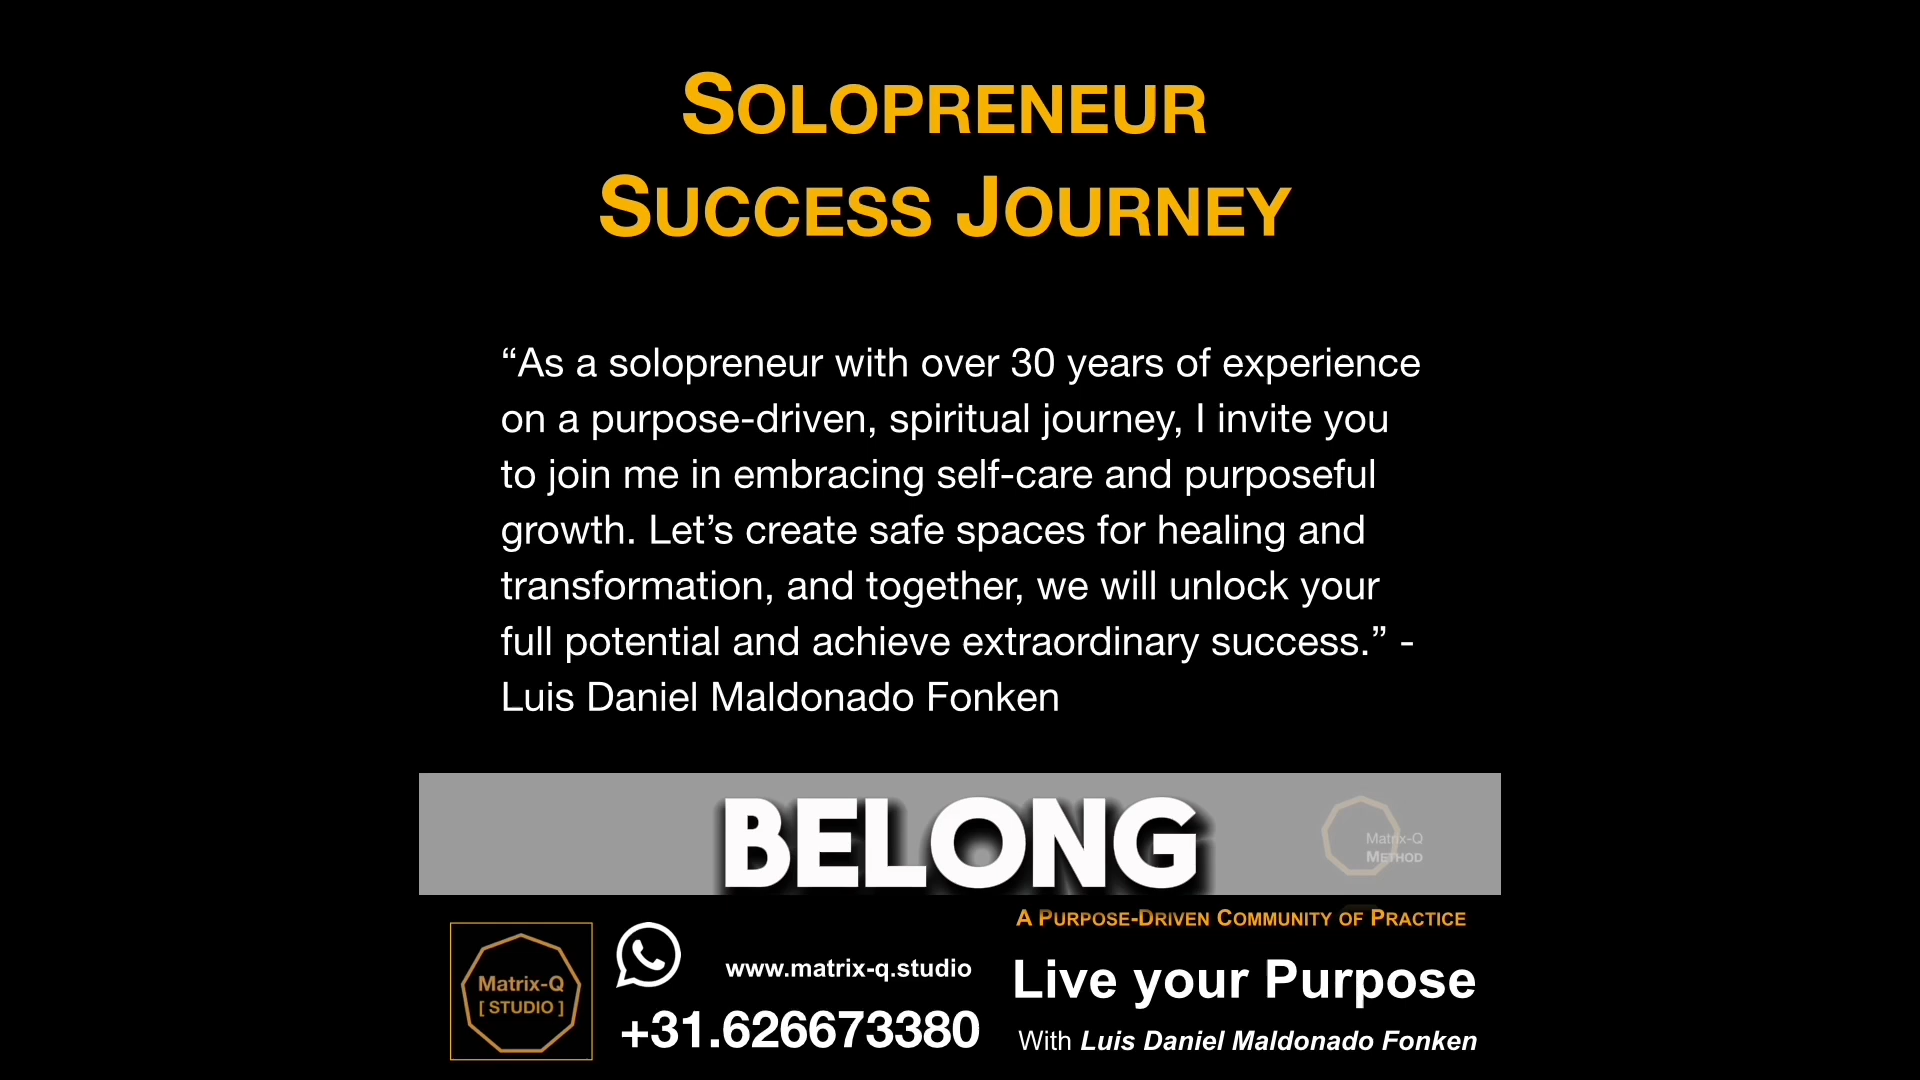 SOLOPRENEUR
SUCCESS JOURNEY
“As a solopreneur with over 30 years of experience
on a purpose-driven, spiritual journey, I invite you
to join me in embracing self-care and purposeful
growth. Let’s create safe spaces for healing and
transformation, and together, we will unlock your
full potential and achieve extraordinary success.” -
Luis Daniel Maldonado Fonken
BELONG
Matrix-Q
METHOD
Matrix-Q
[ STUDIO ]
www.matrix-q.studio
+31.626673380
A PURPOSE-DRIVEN COMMUNITY OF PRACTICE
Live your Purpose
With Luis Daniel Maldonado Fonken